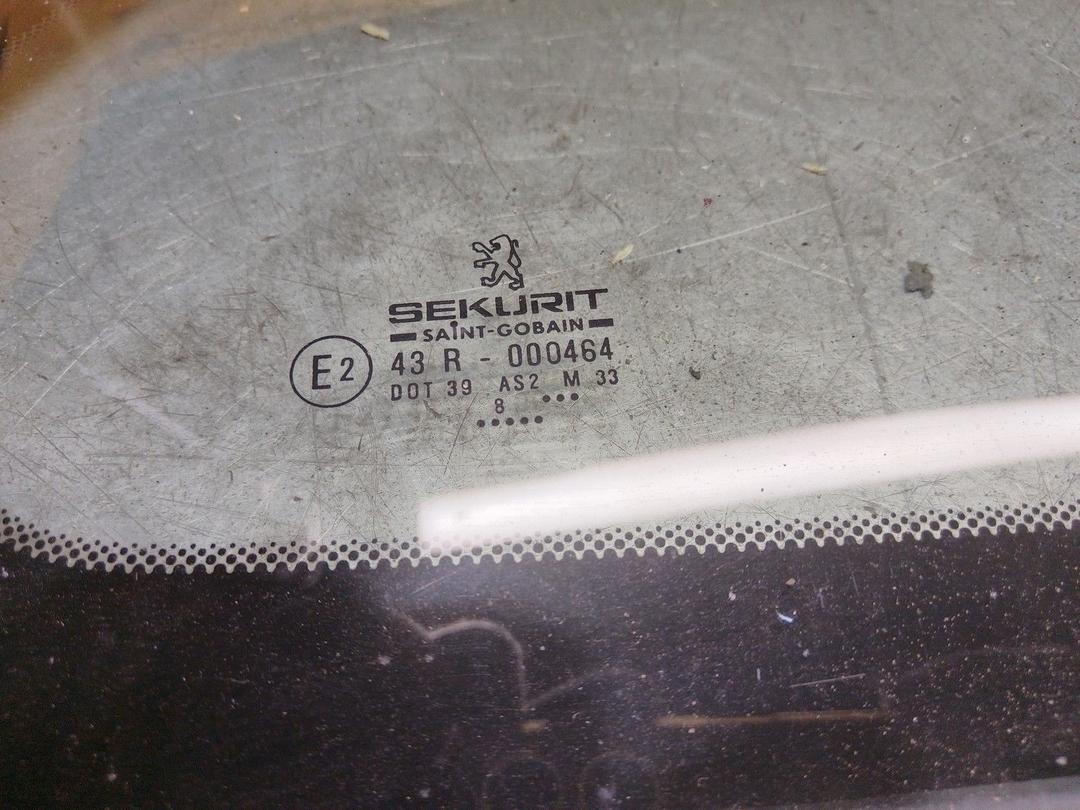 SEKURIT
SAINT-GOBAIN
E2
43 R - 000464
DOT 39 AS2 M 33
8 •••
•••••